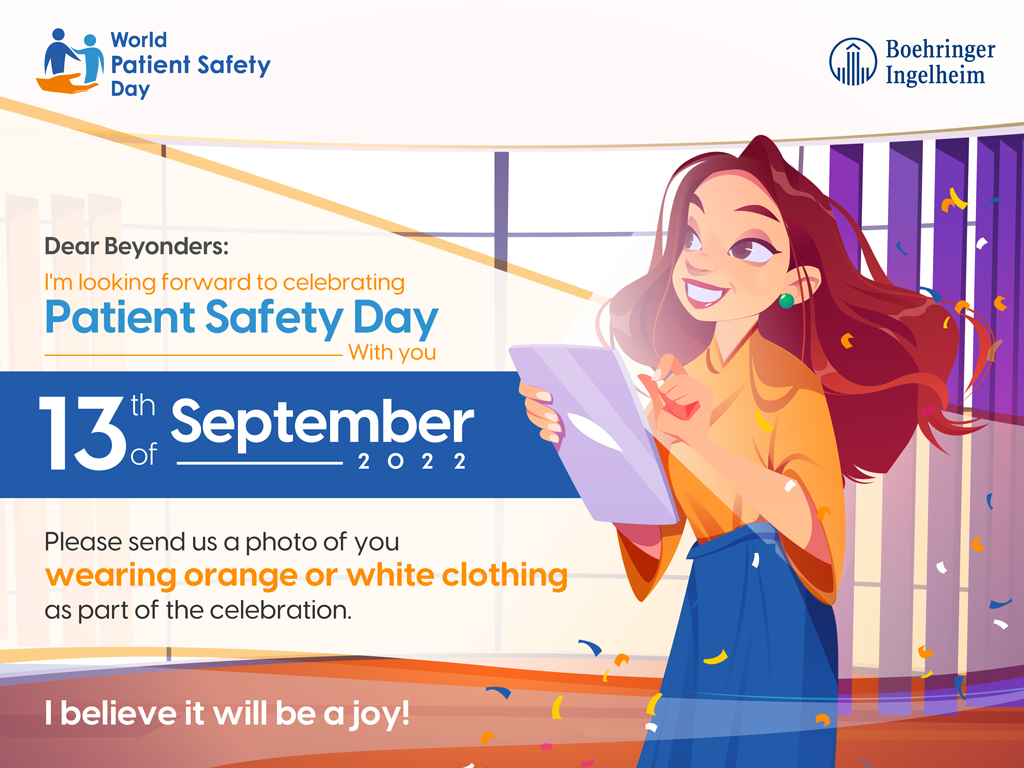 World
Patient Safety
Day
Boehringer
Ingelheim
Dear Beyonders:
I'm looking forward to celebrating
Patient Safety Day
With you
13th of September
2022
Please send us a photo of you
wearing orange or white clothing
as part of the celebration.
I believe it will be a joy!